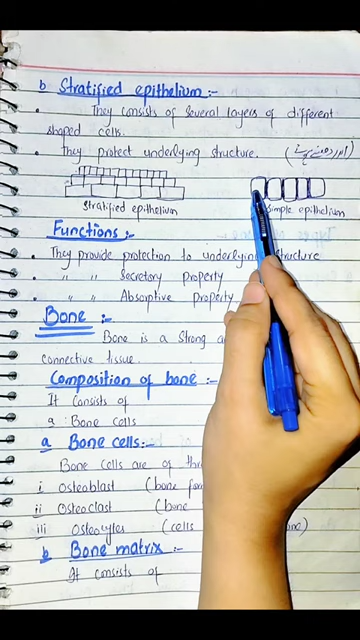 b Stratified epithelium :-
• They consists of several layers of different
shaped cells.
• They protect underlying structure.
Stratified epithelium
simple epithelium
Functions :-
• They provide protection to underlying structure
• " " Secretory property
• " " Absorptive property
Bone :-
Bone is a strong
connective tissue.
Composition of bone :-
It consists of
a : Bone cells
a Bone cells:-
Bone cells are of
i Osteoblast (bone
ii Osteoclast (bone
iii Osteocytes (cells
b Bone matrix :-
It consists of